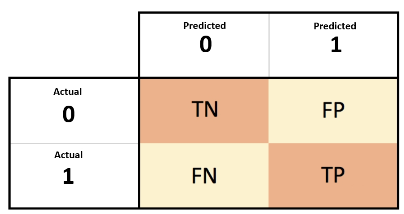 Predicted Predicted
0 1
Actual
0 TN FP
Actual
1 FN TP